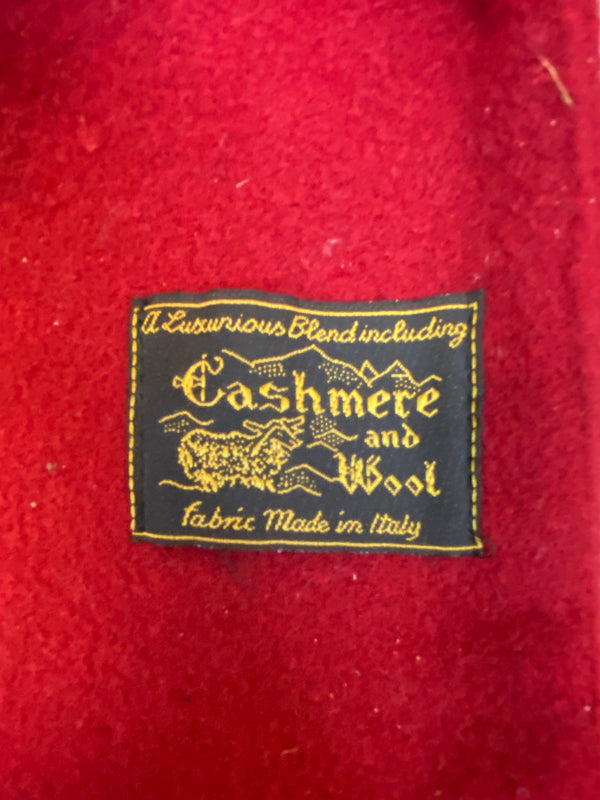 A Luxurious Blend including
Cashmere
and
Wool
Fabric Made in Italy